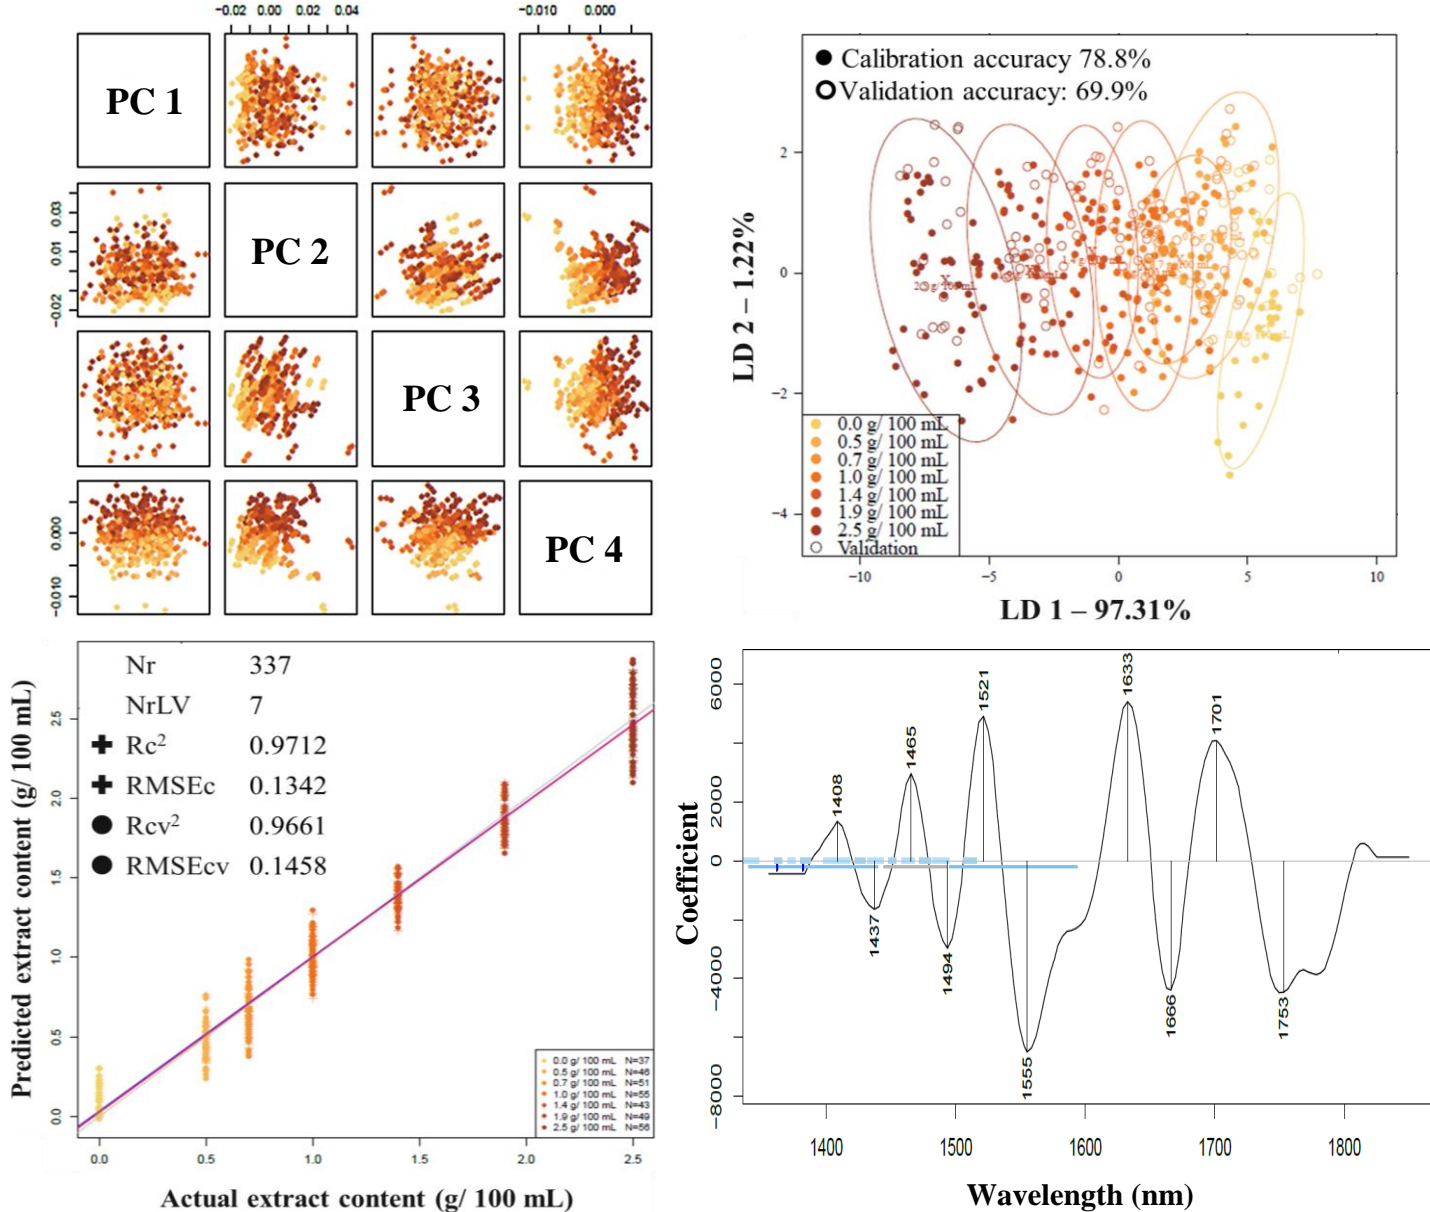 −0.02 0.00 0.02 0.04
−0.010 0.000
PC 1
PC 2
PC 3
PC 4
−0.02 0.01 0.03
−0.010 0.000
Calibration accuracy 78.8%
Validation accuracy: 69.9%
LD 2 – 1.22%
2
0
−2
−4
0.0 g/ 100 mL
0.5 g/ 100 mL
0.7 g/ 100 mL
1.0 g/ 100 mL
1.4 g/ 100 mL
1.9 g/ 100 mL
2.5 g/ 100 mL
Validation
−10 −5 0 5 10
LD 1 – 97.31%
Predicted extract content (g/ 100 mL)
0.0 0.5 1.0 1.5 2.0 2.5
Nr 337
NrLV 7
Rc² 0.9712
RMSEc 0.1342
Rcv² 0.9661
RMSEcv 0.1458
0.0 g/ 100 mL N=37
0.5 g/ 100 mL N=46
0.7 g/ 100 mL N=51
1.0 g/ 100 mL N=55
1.4 g/ 100 mL N=43
1.9 g/ 100 mL N=49
2.5 g/ 100 mL N=56
0.0 0.5 1.0 1.5 2.0 2.5
Actual extract content (g/ 100 mL)
Coefficient
−8000 −4000 0 2000 6000
1408
1437
1465
1494
1521
1555
1633
1666
1701
1753
1400 1500 1600 1700 1800
Wavelength (nm)